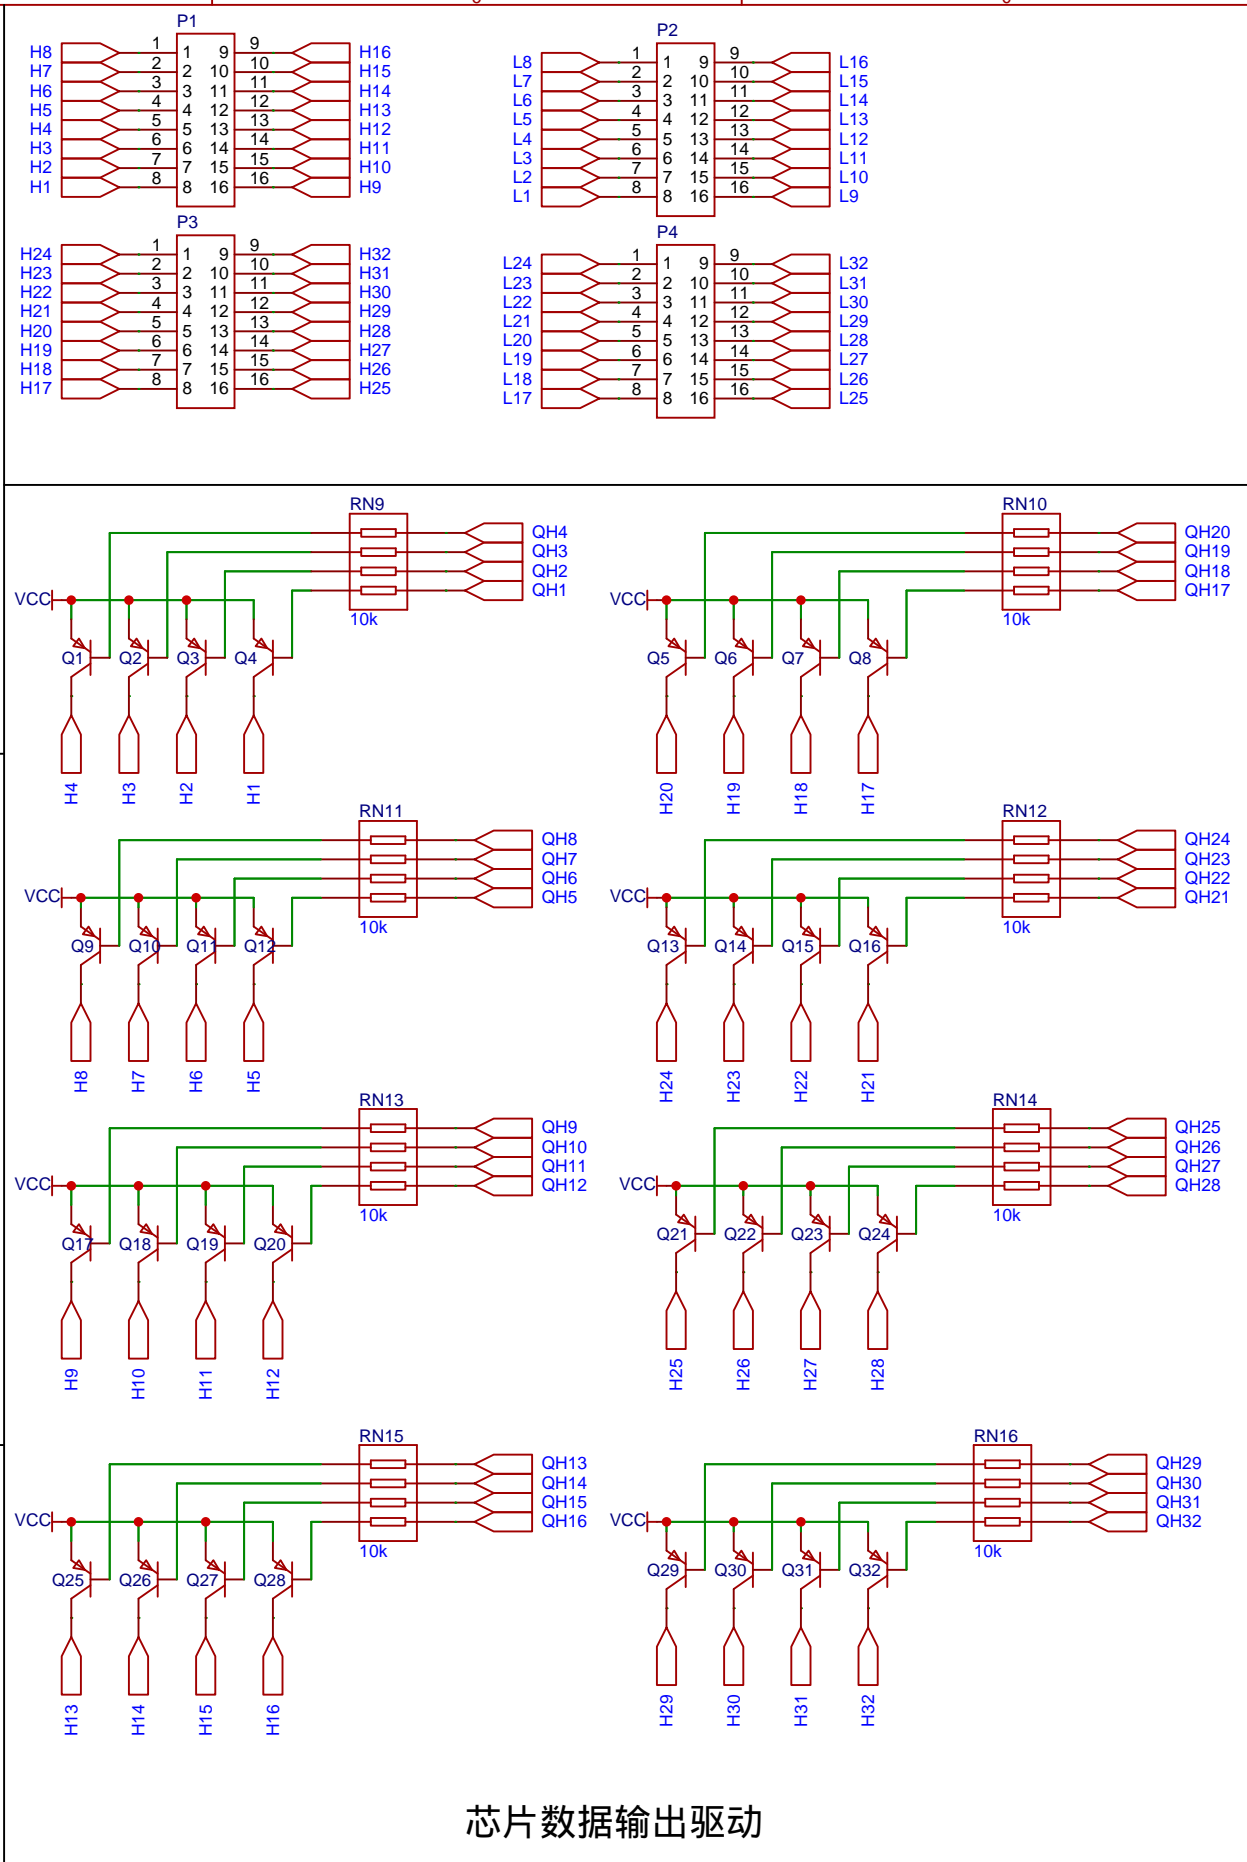 P1
H8 1 1 9 9 H16
H7 2 2 10 10 H15
H6 3 3 11 11 H14
H5 4 4 12 12 H13
H4 5 5 13 13 H12
H3 6 6 14 14 H11
H2 7 7 15 15 H10
H1 8 8 16 16 H9
P2
L8 1 1 9 9 L16
L7 2 2 10 10 L15
L6 3 3 11 11 L14
L5 4 4 12 12 L13
L4 5 5 13 13 L12
L3 6 6 14 14 L11
L2 7 7 15 15 L10
L1 8 8 16 16 L9
P3
H24 1 1 9 9 H32
H23 2 2 10 10 H31
H22 3 3 11 11 H30
H21 4 4 12 12 H29
H20 5 5 13 13 H28
H19 6 6 14 14 H27
H18 7 7 15 15 H26
H17 8 8 16 16 H25
P4
L24 1 1 9 9 L32
L23 2 2 10 10 L31
L22 3 3 11 11 L30
L21 4 4 12 12 L29
L20 5 5 13 13 L28
L19 6 6 14 14 L27
L18 7 7 15 15 L26
L17 8 8 16 16 L25
RN9
QH4
QH3
QH2
QH1
VCC
10k
Q1 Q2 Q3 Q4
H4 H3 H2 H1
RN10
QH20
QH19
QH18
QH17
VCC
10k
Q5 Q6 Q7 Q8
H20 H19 H18 H17
RN11
QH8
QH7
QH6
QH5
VCC
10k
Q9 Q10 Q11 Q12
H8 H7 H6 H5
RN12
QH24
QH23
QH22
QH21
VCC
10k
Q13 Q14 Q15 Q16
H24 H23 H22 H21
RN13
QH9
QH10
QH11
QH12
VCC
10k
Q17 Q18 Q19 Q20
H9 H10 H11 H12
RN14
QH25
QH26
QH27
QH28
VCC
10k
Q21 Q22 Q23 Q24
H25 H26 H27 H28
RN15
QH13
QH14
QH15
QH16
VCC
10k
Q25 Q26 Q27 Q28
H13 H14 H15 H16
RN16
QH29
QH30
QH31
QH32
VCC
10k
Q29 Q30 Q31 Q32
H29 H30 H31 H32
芯片数据输出驱动